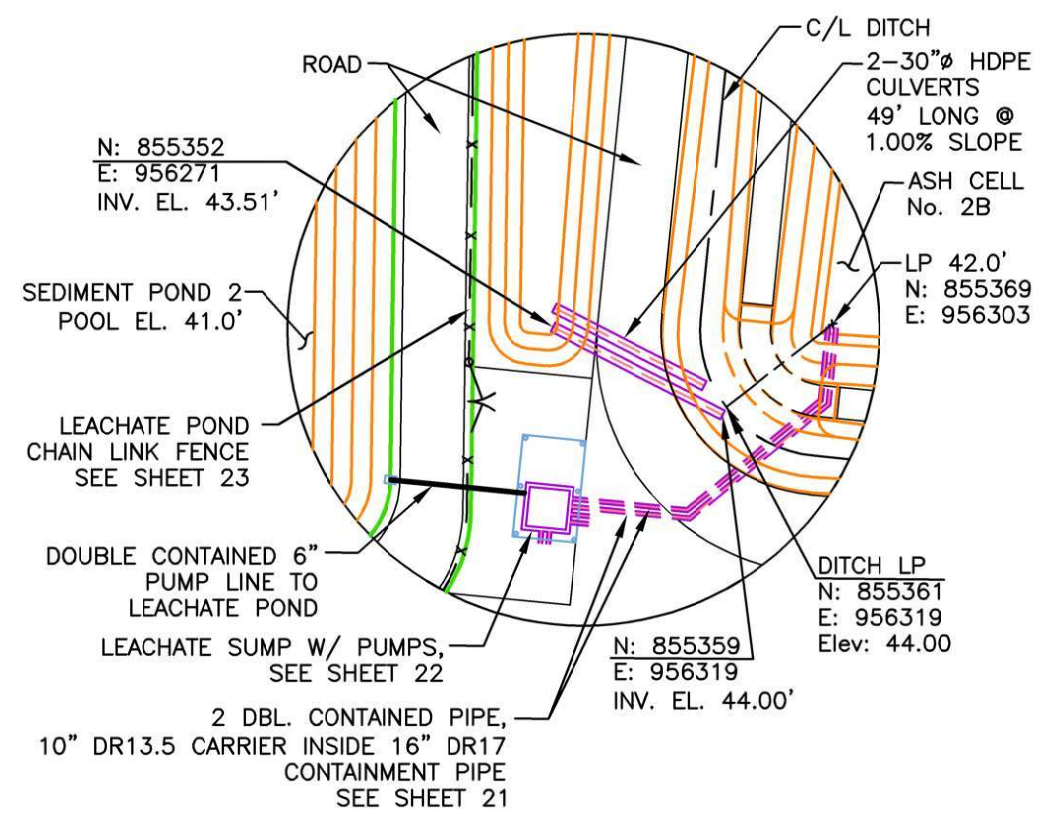 C/L DITCH
ROAD
2-30"ø HDPE
CULVERTS
49' LONG @
1.00% SLOPE
N: 855352
E: 956271
INV. EL. 43.51'
ASH CELL
No. 2B
LP 42.0'
N: 855369
E: 956303
SEDIMENT POND 2
POOL EL. 41.0'
LEACHATE POND
CHAIN LINK FENCE
SEE SHEET 23
DOUBLE CONTAINED 6"
PUMP LINE TO
LEACHATE POND
DITCH LP
N: 855361
E: 956319
Elev: 44.00
LEACHATE SUMP W/ PUMPS,
SEE SHEET 22
N: 855359
E: 956319
INV. EL. 44.00'
2 DBL. CONTAINED PIPE,
10" DR13.5 CARRIER INSIDE 16" DR17
CONTAINMENT PIPE
SEE SHEET 21